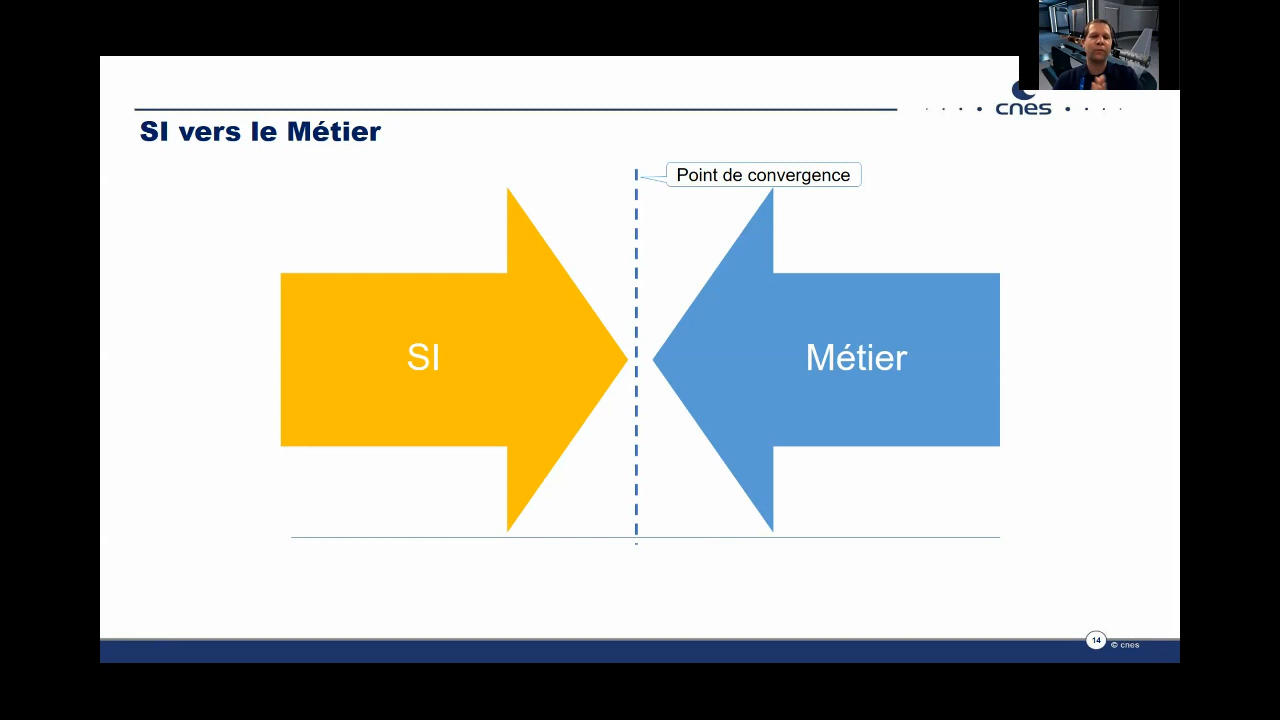 cnes
SI vers le Métier
Point de convergence
SI
Métier
14
© cnes